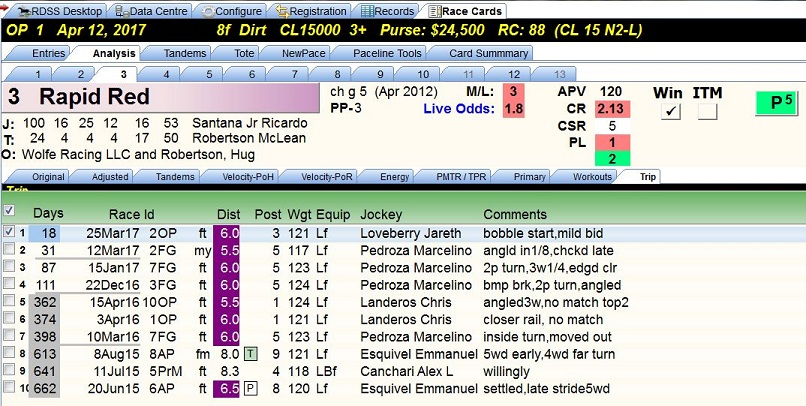 RDSS Desktop Data Centre Configure Registration Records Race Cards
OP 1 Apr 12, 2017 8f Dirt CL15000 3+ Purse: $24,500 RC: 88 (CL 15 N2-L)
Entries Analysis Tandems Tote NewPace Paceline Tools Card Summmary
1 2 3 4 5 6 7 8 9 10 11 12 13
3 Rapid Red ch g 5 (Apr 2012) M/L: 3 APV 120 Win ITM P 5
PP-3 Live Odds: 1.8 CR 2.13
CSR 5
J: 100 16 25 12 16 53 Santana Jr Ricardo PL 1
T: 24 4 4 4 17 50 Robertson McLean 2
O: Wolfe Racing LLC and Robertson, Hug
Original Adjusted Tandems Velocity-PoH Velocity-PoR Energy PMTR / TPR Primary Workouts Trip
Trip
Days Race Id Dist Post Wgt Equip Jockey Comments
1 18 25Mar17 2OP ft 6.0 3 121 Lf Loveberry Jareth bobble start,mild bid
2 31 12Mar17 2FG my 5.5 5 117 Lf Pedroza Marcelino angld in1/8,chckd late
3 87 15Jan17 7FG ft 6.0 5 123 Lf Pedroza Marcelino 2p turn,3w1/4,edgd clr
4 111 22Dec16 3FG ft 6.0 5 123 Lf Pedroza Marcelino bmp brk,2p turn,angled
5 362 15Apr16 10OP ft 5.5 1 124 Lf Landeros Chris angled3w,no match top2
6 374 3Apr16 1OP ft 6.0 1 121 Lf Landeros Chris closer rail, no match
7 398 10Mar16 7FG ft 6.0 5 123 Lf Pedroza Marcelino inside turn,moved out
8 613 8Aug15 8AP fm 8.0 T 9 121 Lf Esquivel Emmanuel 5wd early,4wd far turn
9 641 11Jul15 5PrM ft 8.3 4 118 LBf Canchari Alex L willingly
10 662 20Jun15 6AP ft 6.5 P 8 120 Lf Esquivel Emmanuel settled,late stride5wd